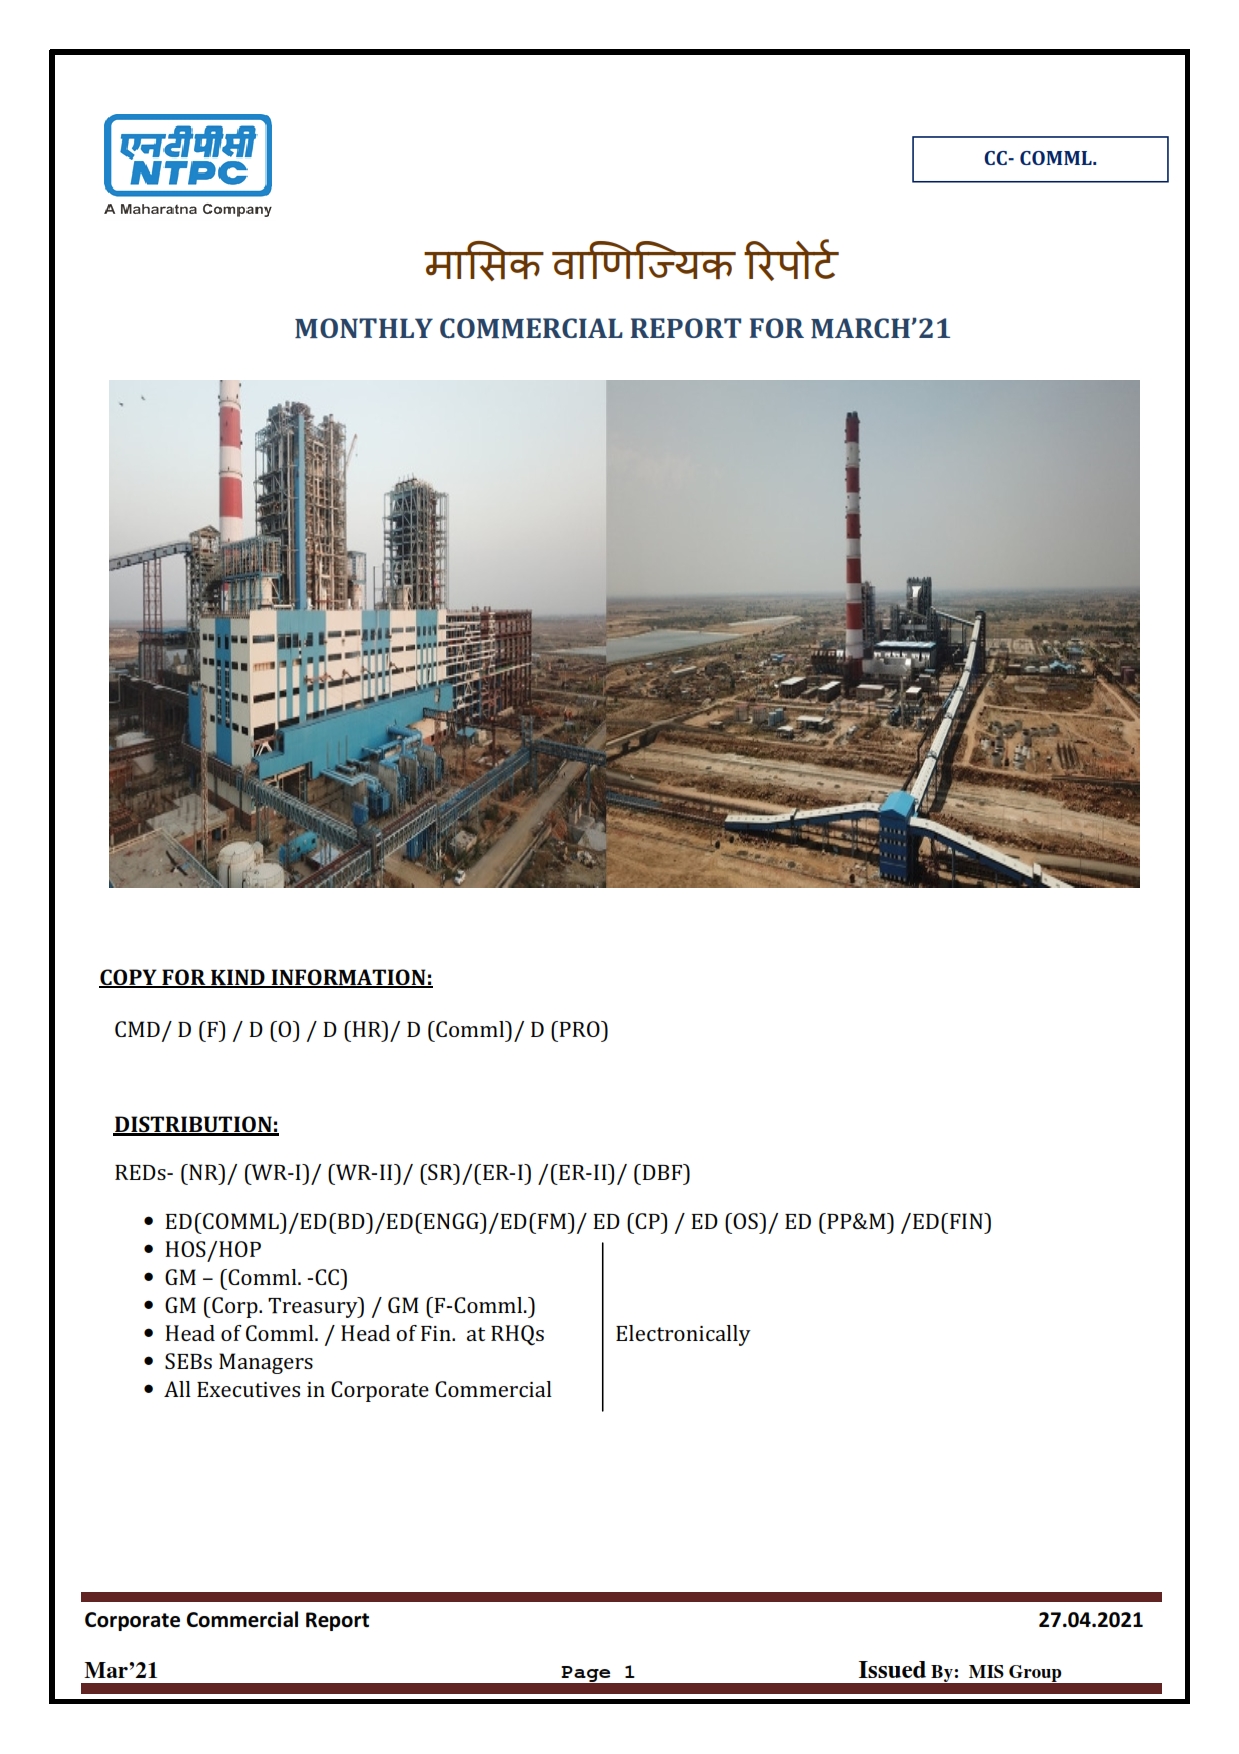 एनटीपीसी
NTPC
A Maharatna Company
CC- COMML.
मासिक वाणिज्यिक रिपोर्ट
MONTHLY COMMERCIAL REPORT FOR MARCH’21
COPY FOR KIND INFORMATION:
CMD/ D (F) / D (O) / D (HR)/ D (Comml)/ D (PRO)
DISTRIBUTION:
REDs- (NR)/ (WR-I)/ (WR-II)/ (SR)/(ER-I) /(ER-II)/ (DBF)
• ED(COMML)/ED(BD)/ED(ENGG)/ED(FM)/ ED (CP) / ED (OS)/ ED (PP&M) /ED(FIN)
• HOS/HOP
• GM – (Comml. -CC)
• GM (Corp. Treasury) / GM (F-Comml.)
• Head of Comml. / Head of Fin. at RHQs
Electronically
• SEBs Managers
• All Executives in Corporate Commercial
Corporate Commercial Report
27.04.2021
Mar’21
Page 1
Issued By: MIS Group